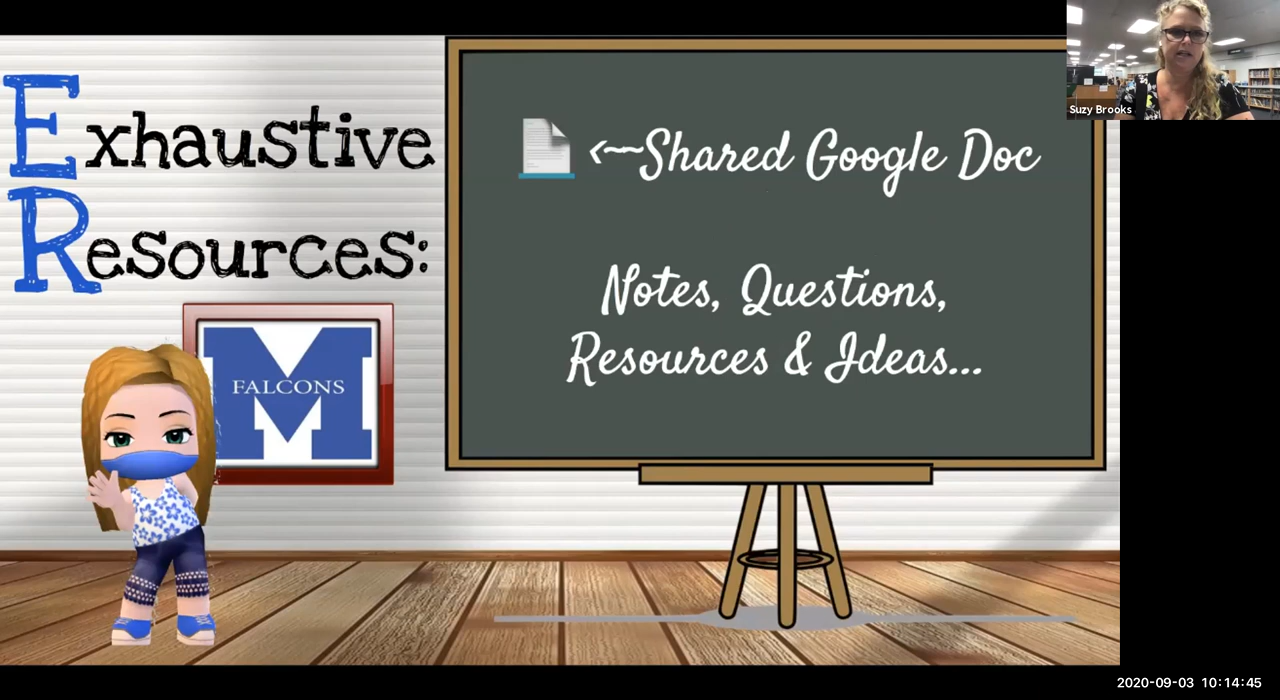 Exhaustive
Resources:
FALCONS
<~~Shared Google Doc
Notes, Questions,
Resources & Ideas...
Suzy Brooks
2020-09-03 10:14:45